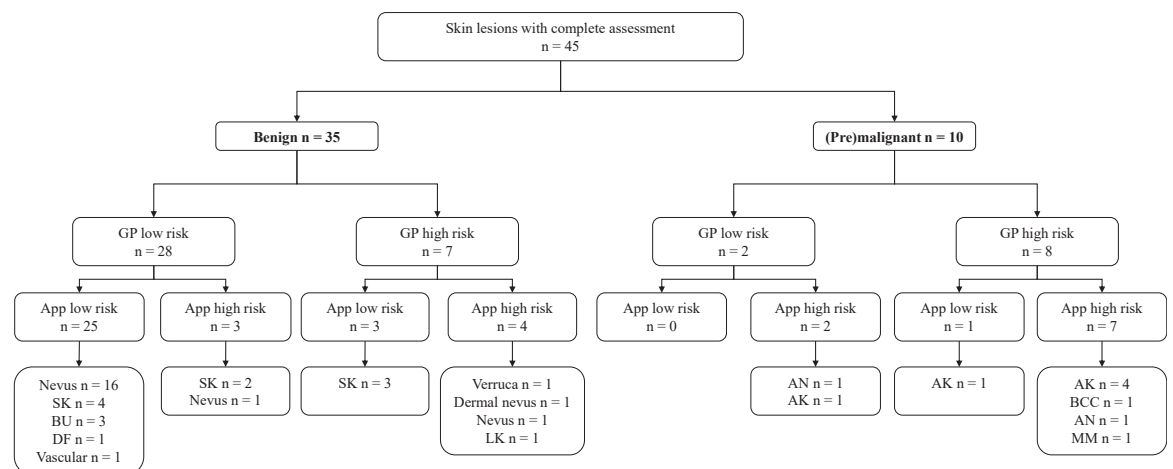 Skin lesions with complete assessment
n = 45
Benign n = 35
(Pre)malignant n = 10
GP low risk
n = 28
GP high risk
n = 7
GP low risk
n = 2
GP high risk
n = 8
App low risk
n = 25
App high risk
n = 3
App low risk
n = 3
App high risk
n = 4
App low risk
n = 0
App high risk
n = 2
App low risk
n = 1
App high risk
n = 7
Nevus n = 16
SK n = 4
BU n = 3
DF n = 1
Vascular n = 1
SK n = 2
Nevus n = 1
SK n = 3
Verruca n = 1
Dermal nevus n = 1
Nevus n = 1
LK n = 1
AN n = 1
AK n = 1
AK n = 1
AK n = 4
BCC n = 1
AN n = 1
MM n = 1